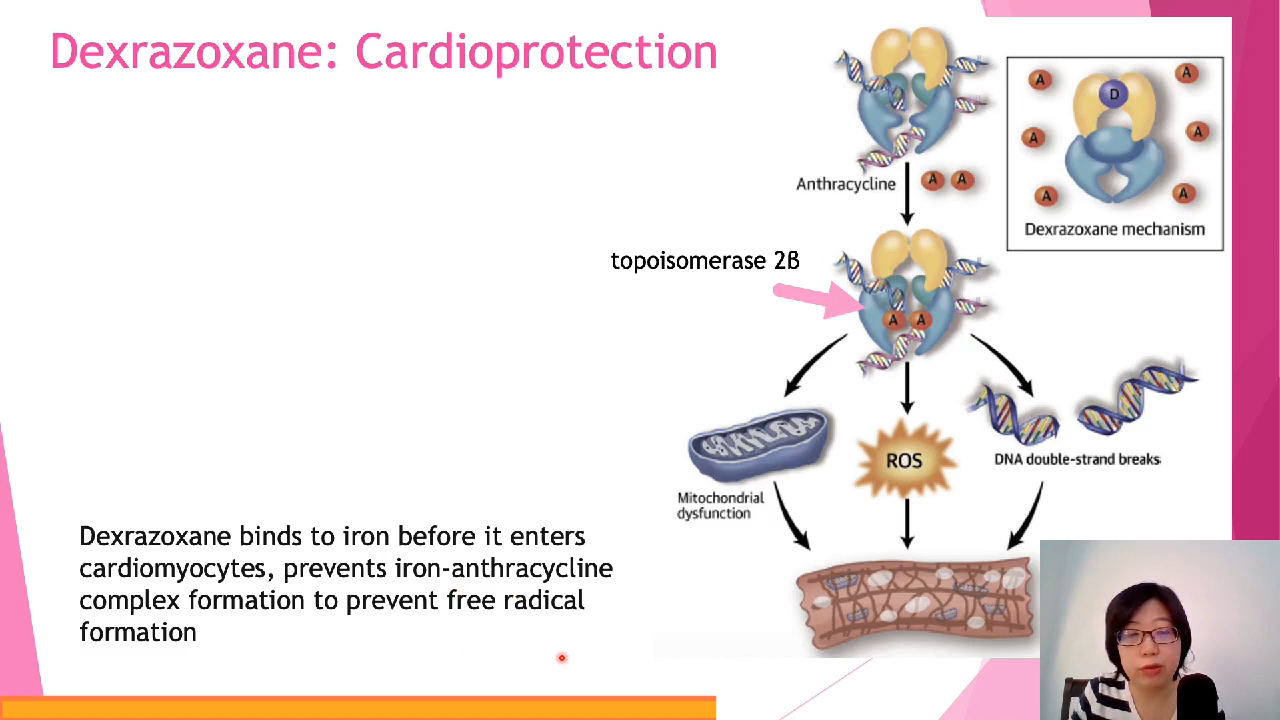 Dexrazoxane: Cardioprotection
A
D
A
A
A
A
A
Dexrazoxane mechanism
Anthracycline
A A
topoisomerase 2β
A A
ROS
DNA double-strand breaks
Mitochondrial
dysfunction
Dexrazoxane binds to iron before it enters
cardiomyocytes, prevents iron-anthracycline
complex formation to prevent free radical
formation